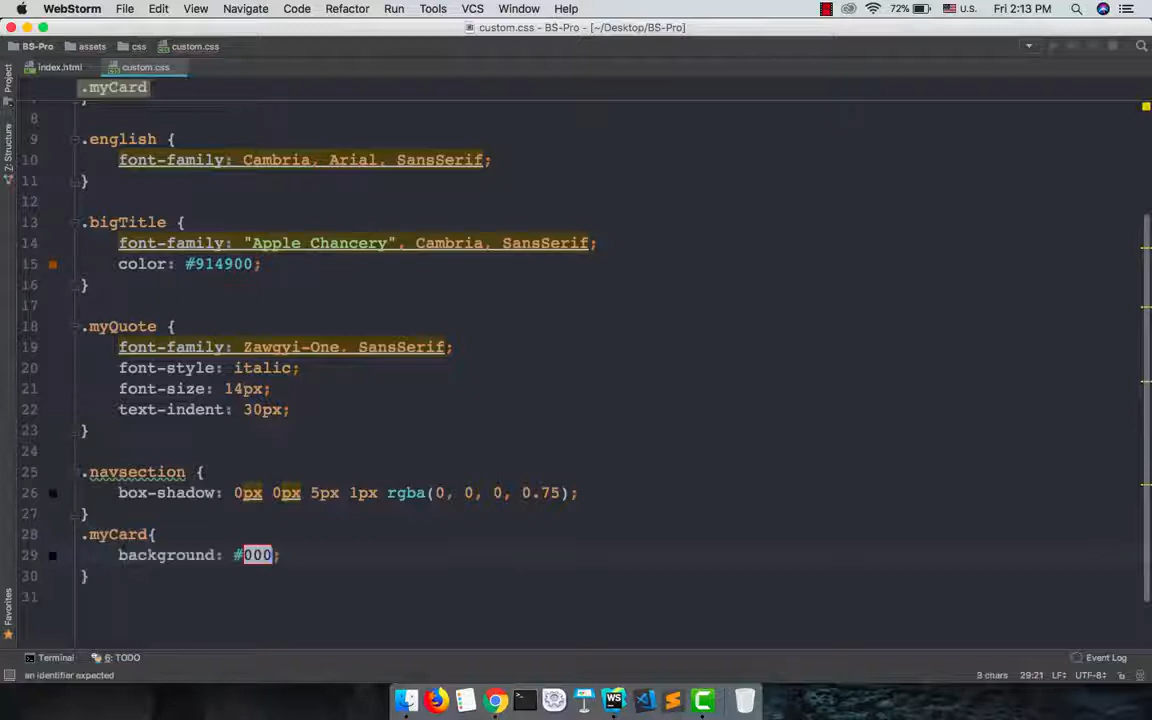 WebStorm File Edit View Navigate Code Refactor Run Tools VCS Window Help 72% U.S. Fri 2:13 PM
custom.css - BS-Pro - [~/Desktop/BS-Pro]
BS-Pro assets css custom.css
index.html custom.css
Project
Z: Structure
Favorites
.myCard
8
9 .english {
10 font-family: Cambria, Arial, SansSerif;
11 }
12
13 .bigTitle {
14 font-family: "Apple Chancery", Cambria, SansSerif;
15 color: #914900;
16 }
17
18 .myQuote {
19 font-family: Zawgyi-One, SansSerif;
20 font-style: italic;
21 font-size: 14px;
22 text-indent: 30px;
23 }
24
25 .navsection {
26 box-shadow: 0px 0px 5px 1px rgba(0, 0, 0, 0.75);
27 }
28 .myCard{
29 background: #000;
30 }
31
Terminal 6: TODO Event Log
an identifier expected 3 chars 29:21 LF÷ UTF-8÷
WS